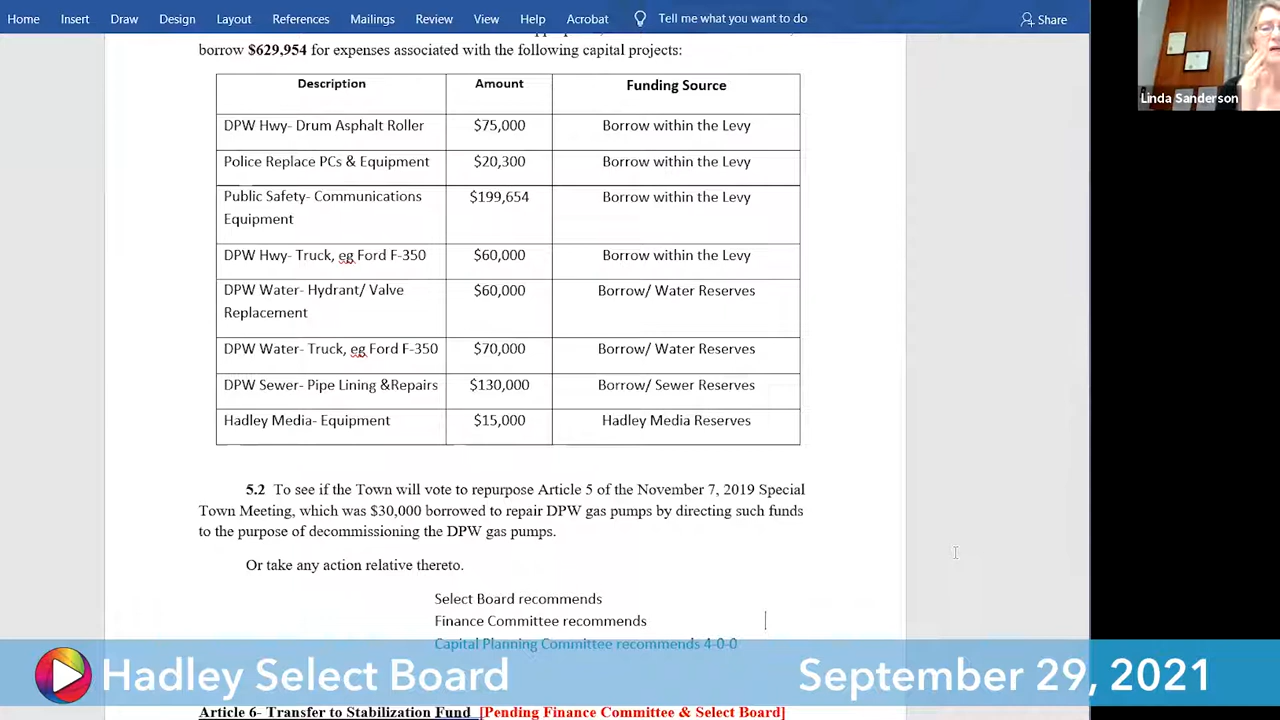 Home Insert Draw Design Layout References Mailings Review View Help Acrobat Tell me what you want to do Share
borrow $629,954 for expenses associated with the following capital projects:
Description Amount Funding Source
DPW Hwy- Drum Asphalt Roller $75,000 Borrow within the Levy
Police Replace PCs & Equipment $20,300 Borrow within the Levy
Public Safety- Communications $199,654 Borrow within the Levy
Equipment
DPW Hwy- Truck, eg Ford F-350 $60,000 Borrow within the Levy
DPW Water- Hydrant/ Valve $60,000 Borrow/ Water Reserves
Replacement
DPW Water- Truck, eg Ford F-350 $70,000 Borrow/ Water Reserves
DPW Sewer- Pipe Lining &Repairs $130,000 Borrow/ Sewer Reserves
Hadley Media- Equipment $15,000 Hadley Media Reserves
5.2 To see if the Town will vote to repurpose Article 5 of the November 7, 2019 Special
Town Meeting, which was $30,000 borrowed to repair DPW gas pumps by directing such funds
to the purpose of decommissioning the DPW gas pumps.
Or take any action relative thereto.
Select Board recommends
Finance Committee recommends
Capital Planning Committee recommends 4-0-0
Hadley Select Board September 29, 2021
Article 6- Transfer to Stabilization Fund [Pending Finance Committee & Select Board]
Linda Sanderson